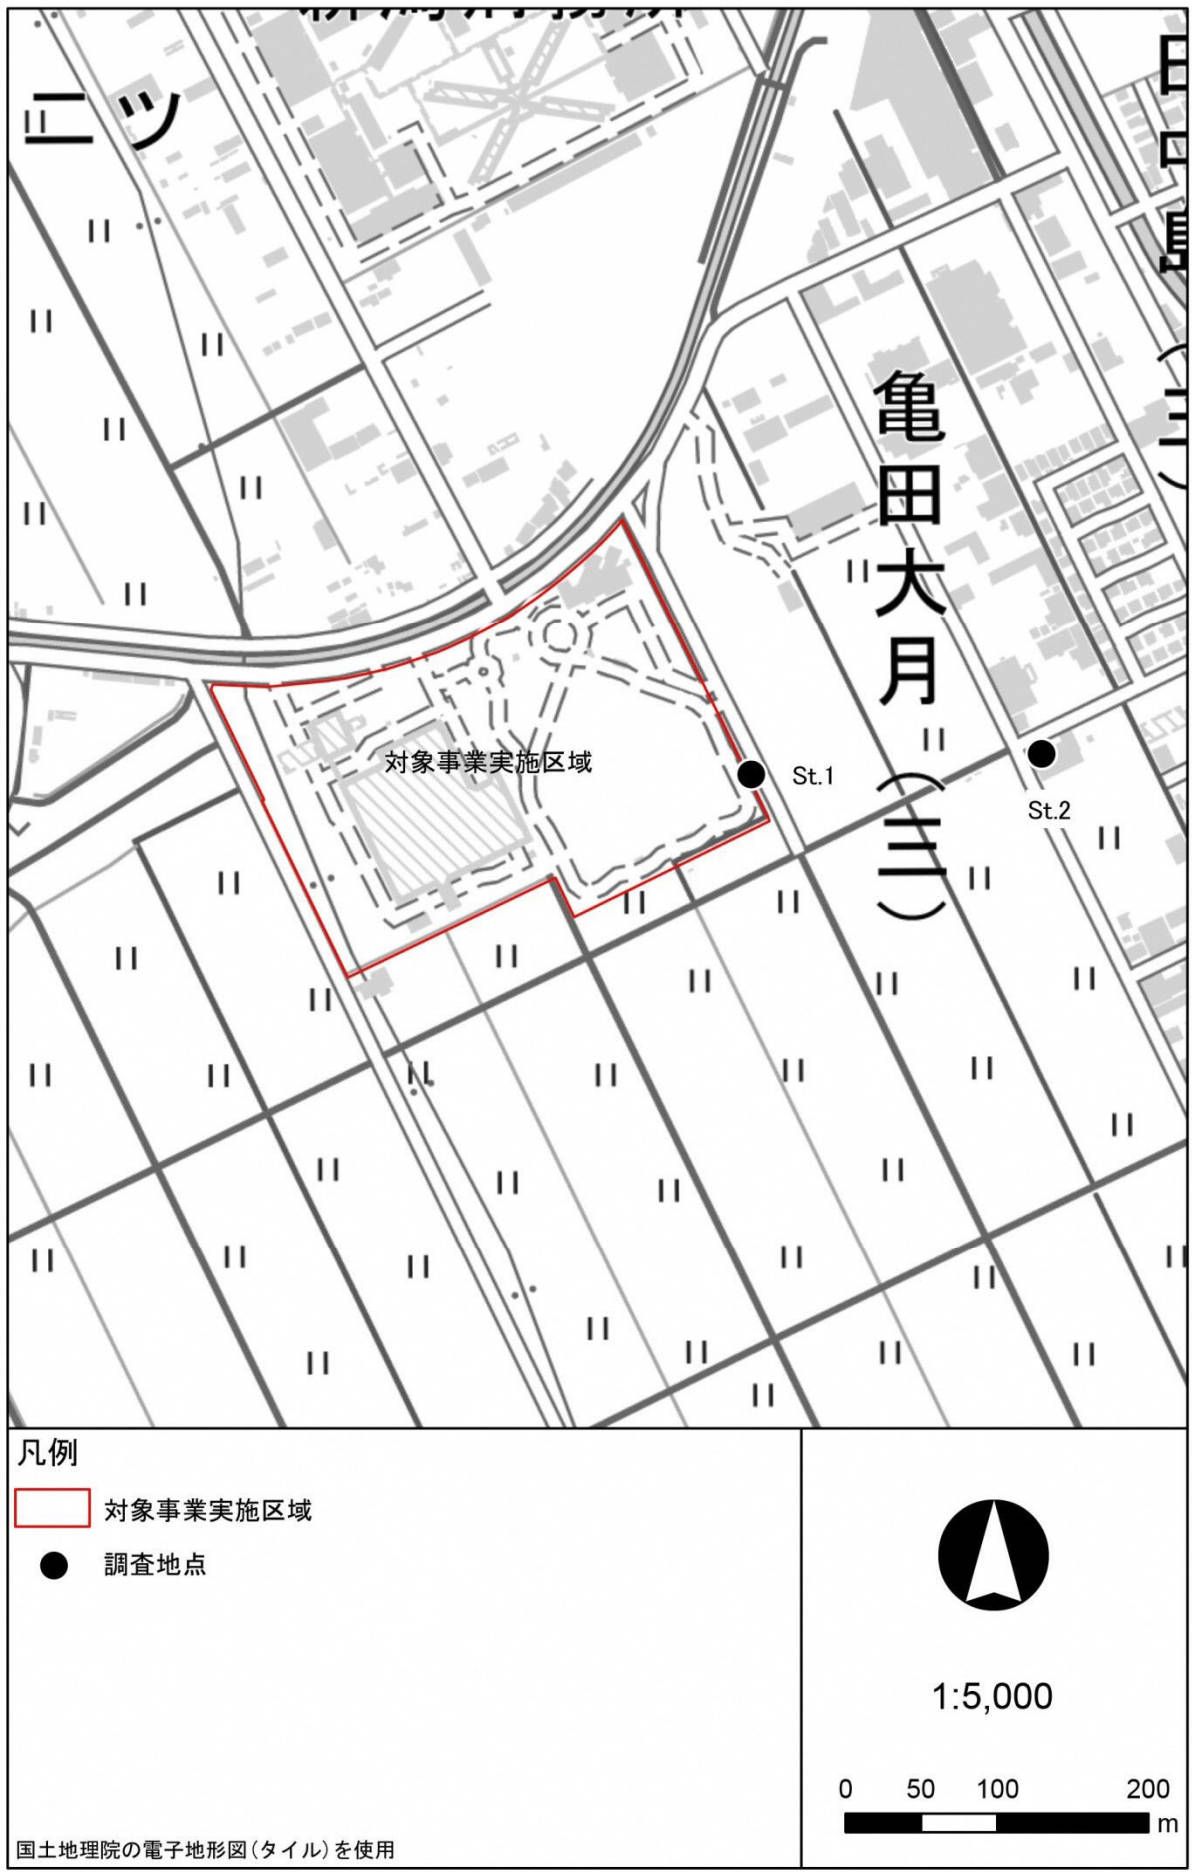 二ツ
亀田大月(三)
対象事業実施区域
St.1
St.2
凡例
対象事業実施区域
調査地点
1:5,000
0 50 100 200
m
国土地理院の電子地形図(タイル)を使用